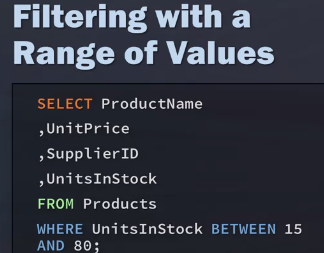 Filtering with a
Range of Values
SELECT ProductName
,UnitPrice
,SupplierID
,UnitsInStock
FROM Products
WHERE UnitsInStock BETWEEN 15
AND 80;